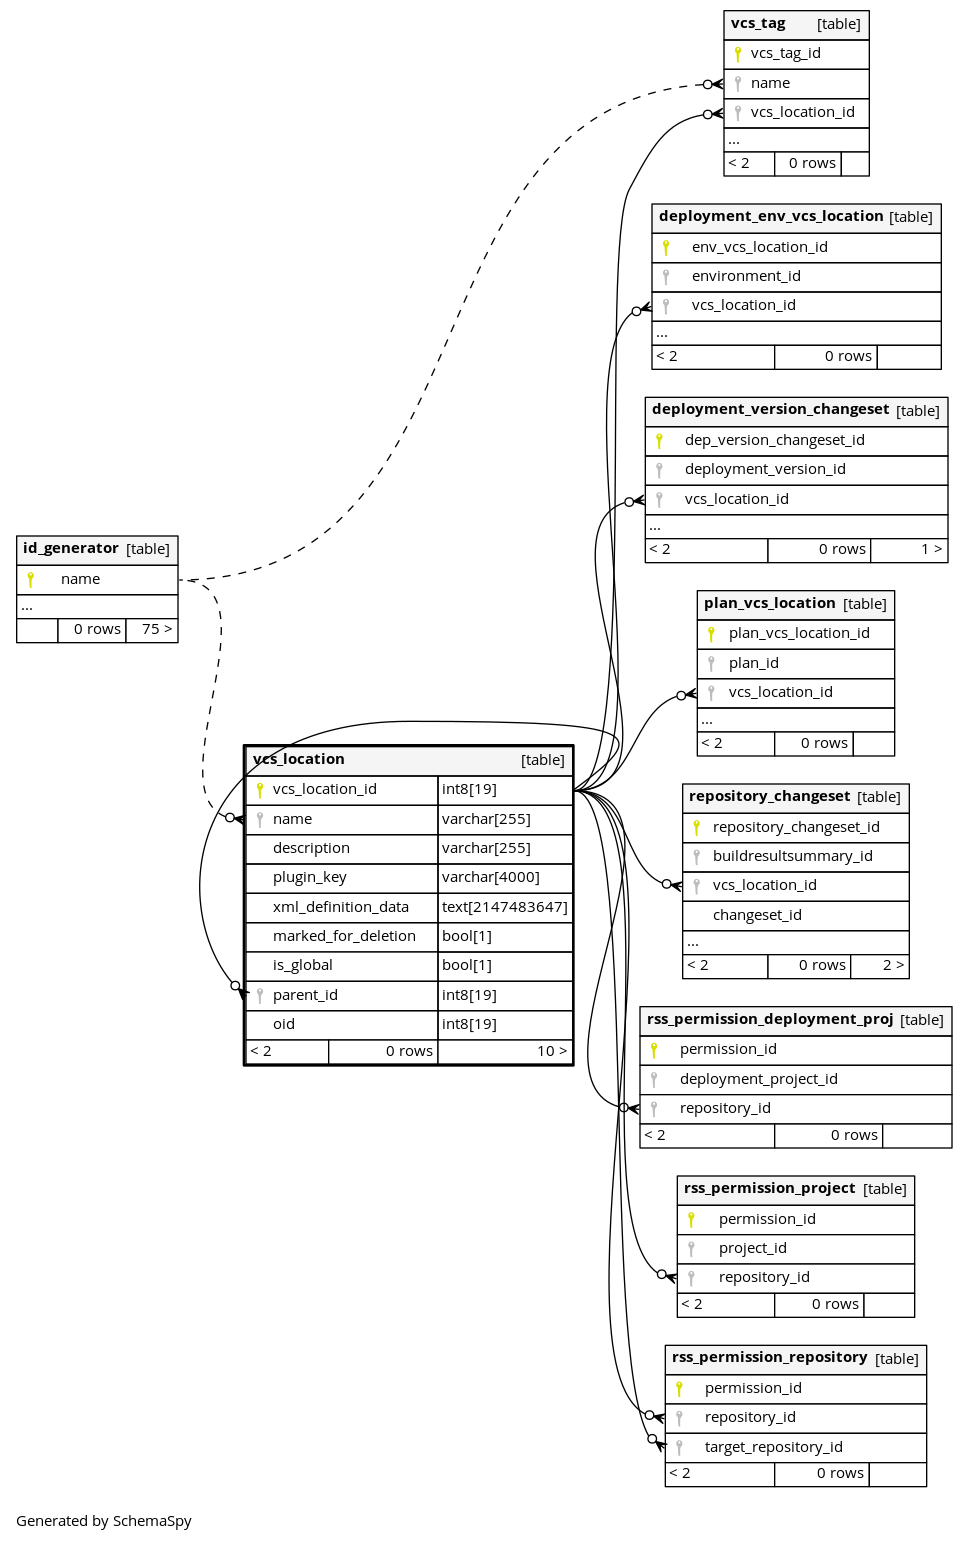 vcs_tag [table]
vcs_tag_id
name
vcs_location_id
...
< 2 0 rows
deployment_env_vcs_location [table]
env_vcs_location_id
environment_id
vcs_location_id
...
< 2 0 rows
deployment_version_changeset [table]
dep_version_changeset_id
deployment_version_id
vcs_location_id
...
< 2 0 rows 1 >
id_generator [table]
name
...
0 rows 75 >
plan_vcs_location [table]
plan_vcs_location_id
plan_id
vcs_location_id
...
< 2 0 rows
vcs_location [table]
vcs_location_id int8[19]
name varchar[255]
description varchar[255]
plugin_key varchar[4000]
xml_definition_data text[2147483647]
marked_for_deletion bool[1]
is_global bool[1]
parent_id int8[19]
oid int8[19]
< 2 0 rows 10 >
repository_changeset [table]
repository_changeset_id
buildresultsummary_id
vcs_location_id
changeset_id
...
< 2 0 rows 2 >
rss_permission_deployment_proj [table]
permission_id
deployment_project_id
repository_id
< 2 0 rows
rss_permission_project [table]
permission_id
project_id
repository_id
< 2 0 rows
rss_permission_repository [table]
permission_id
repository_id
target_repository_id
< 2 0 rows
Generated by SchemaSpy